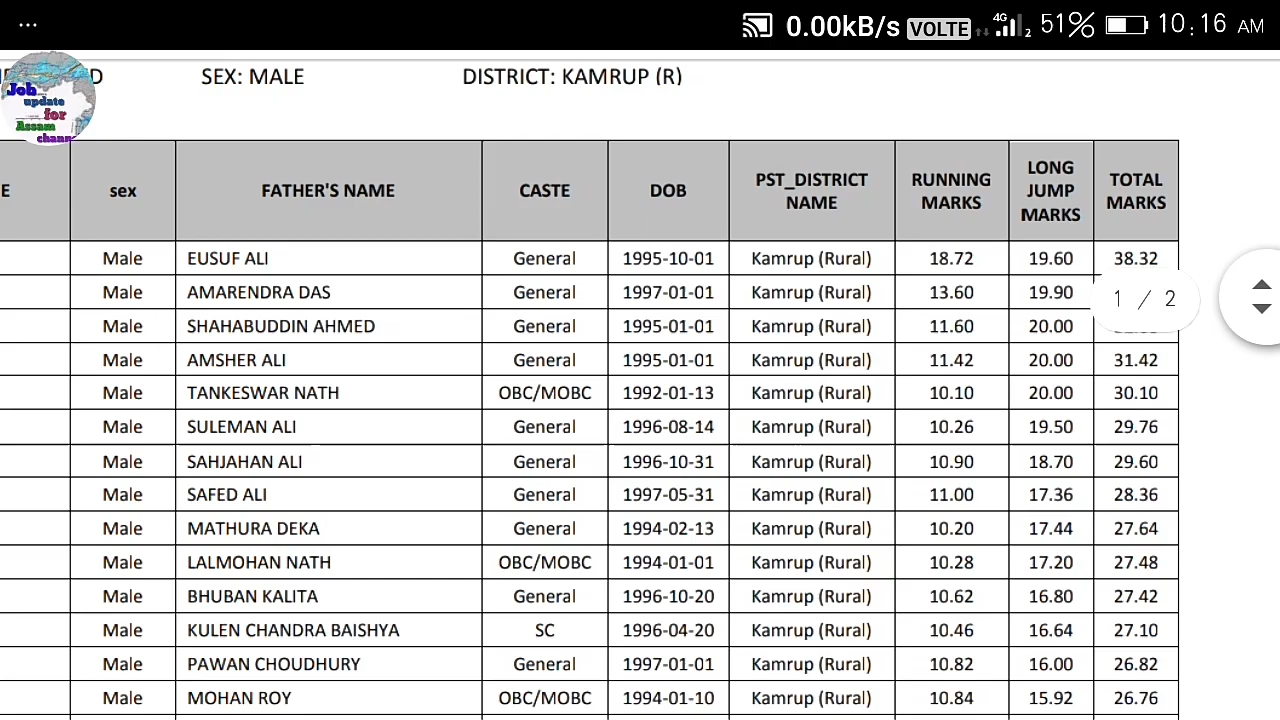 ...
0.00kB/s VOLTE 4G 2 51% 10:16 AM
D SEX: MALE DISTRICT: KAMRUP (R)
Job
update
for
Assam
chann
E sex FATHER'S NAME CASTE DOB PST_DISTRICT NAME RUNNING MARKS LONG JUMP MARKS TOTAL MARKS
Male EUSUF ALI General 1995-10-01 Kamrup (Rural) 18.72 19.60 38.32
Male AMARENDRA DAS General 1997-01-01 Kamrup (Rural) 13.60 19.90
1 / 2
Male SHAHABUDDIN AHMED General 1995-01-01 Kamrup (Rural) 11.60 20.00
Male AMSHER ALI General 1995-01-01 Kamrup (Rural) 11.42 20.00 31.42
Male TANKESWAR NATH OBC/MOBC 1992-01-13 Kamrup (Rural) 10.10 20.00 30.10
Male SULEMAN ALI General 1996-08-14 Kamrup (Rural) 10.26 19.50 29.76
Male SAHJAHAN ALI General 1996-10-31 Kamrup (Rural) 10.90 18.70 29.60
Male SAFED ALI General 1997-05-31 Kamrup (Rural) 11.00 17.36 28.36
Male MATHURA DEKA General 1994-02-13 Kamrup (Rural) 10.20 17.44 27.64
Male LALMOHAN NATH OBC/MOBC 1994-01-01 Kamrup (Rural) 10.28 17.20 27.48
Male BHUBAN KALITA General 1996-10-20 Kamrup (Rural) 10.62 16.80 27.42
Male KULEN CHANDRA BAISHYA SC 1996-04-20 Kamrup (Rural) 10.46 16.64 27.10
Male PAWAN CHOUDHURY General 1997-01-01 Kamrup (Rural) 10.82 16.00 26.82
Male MOHAN ROY OBC/MOBC 1994-01-10 Kamrup (Rural) 10.84 15.92 26.76